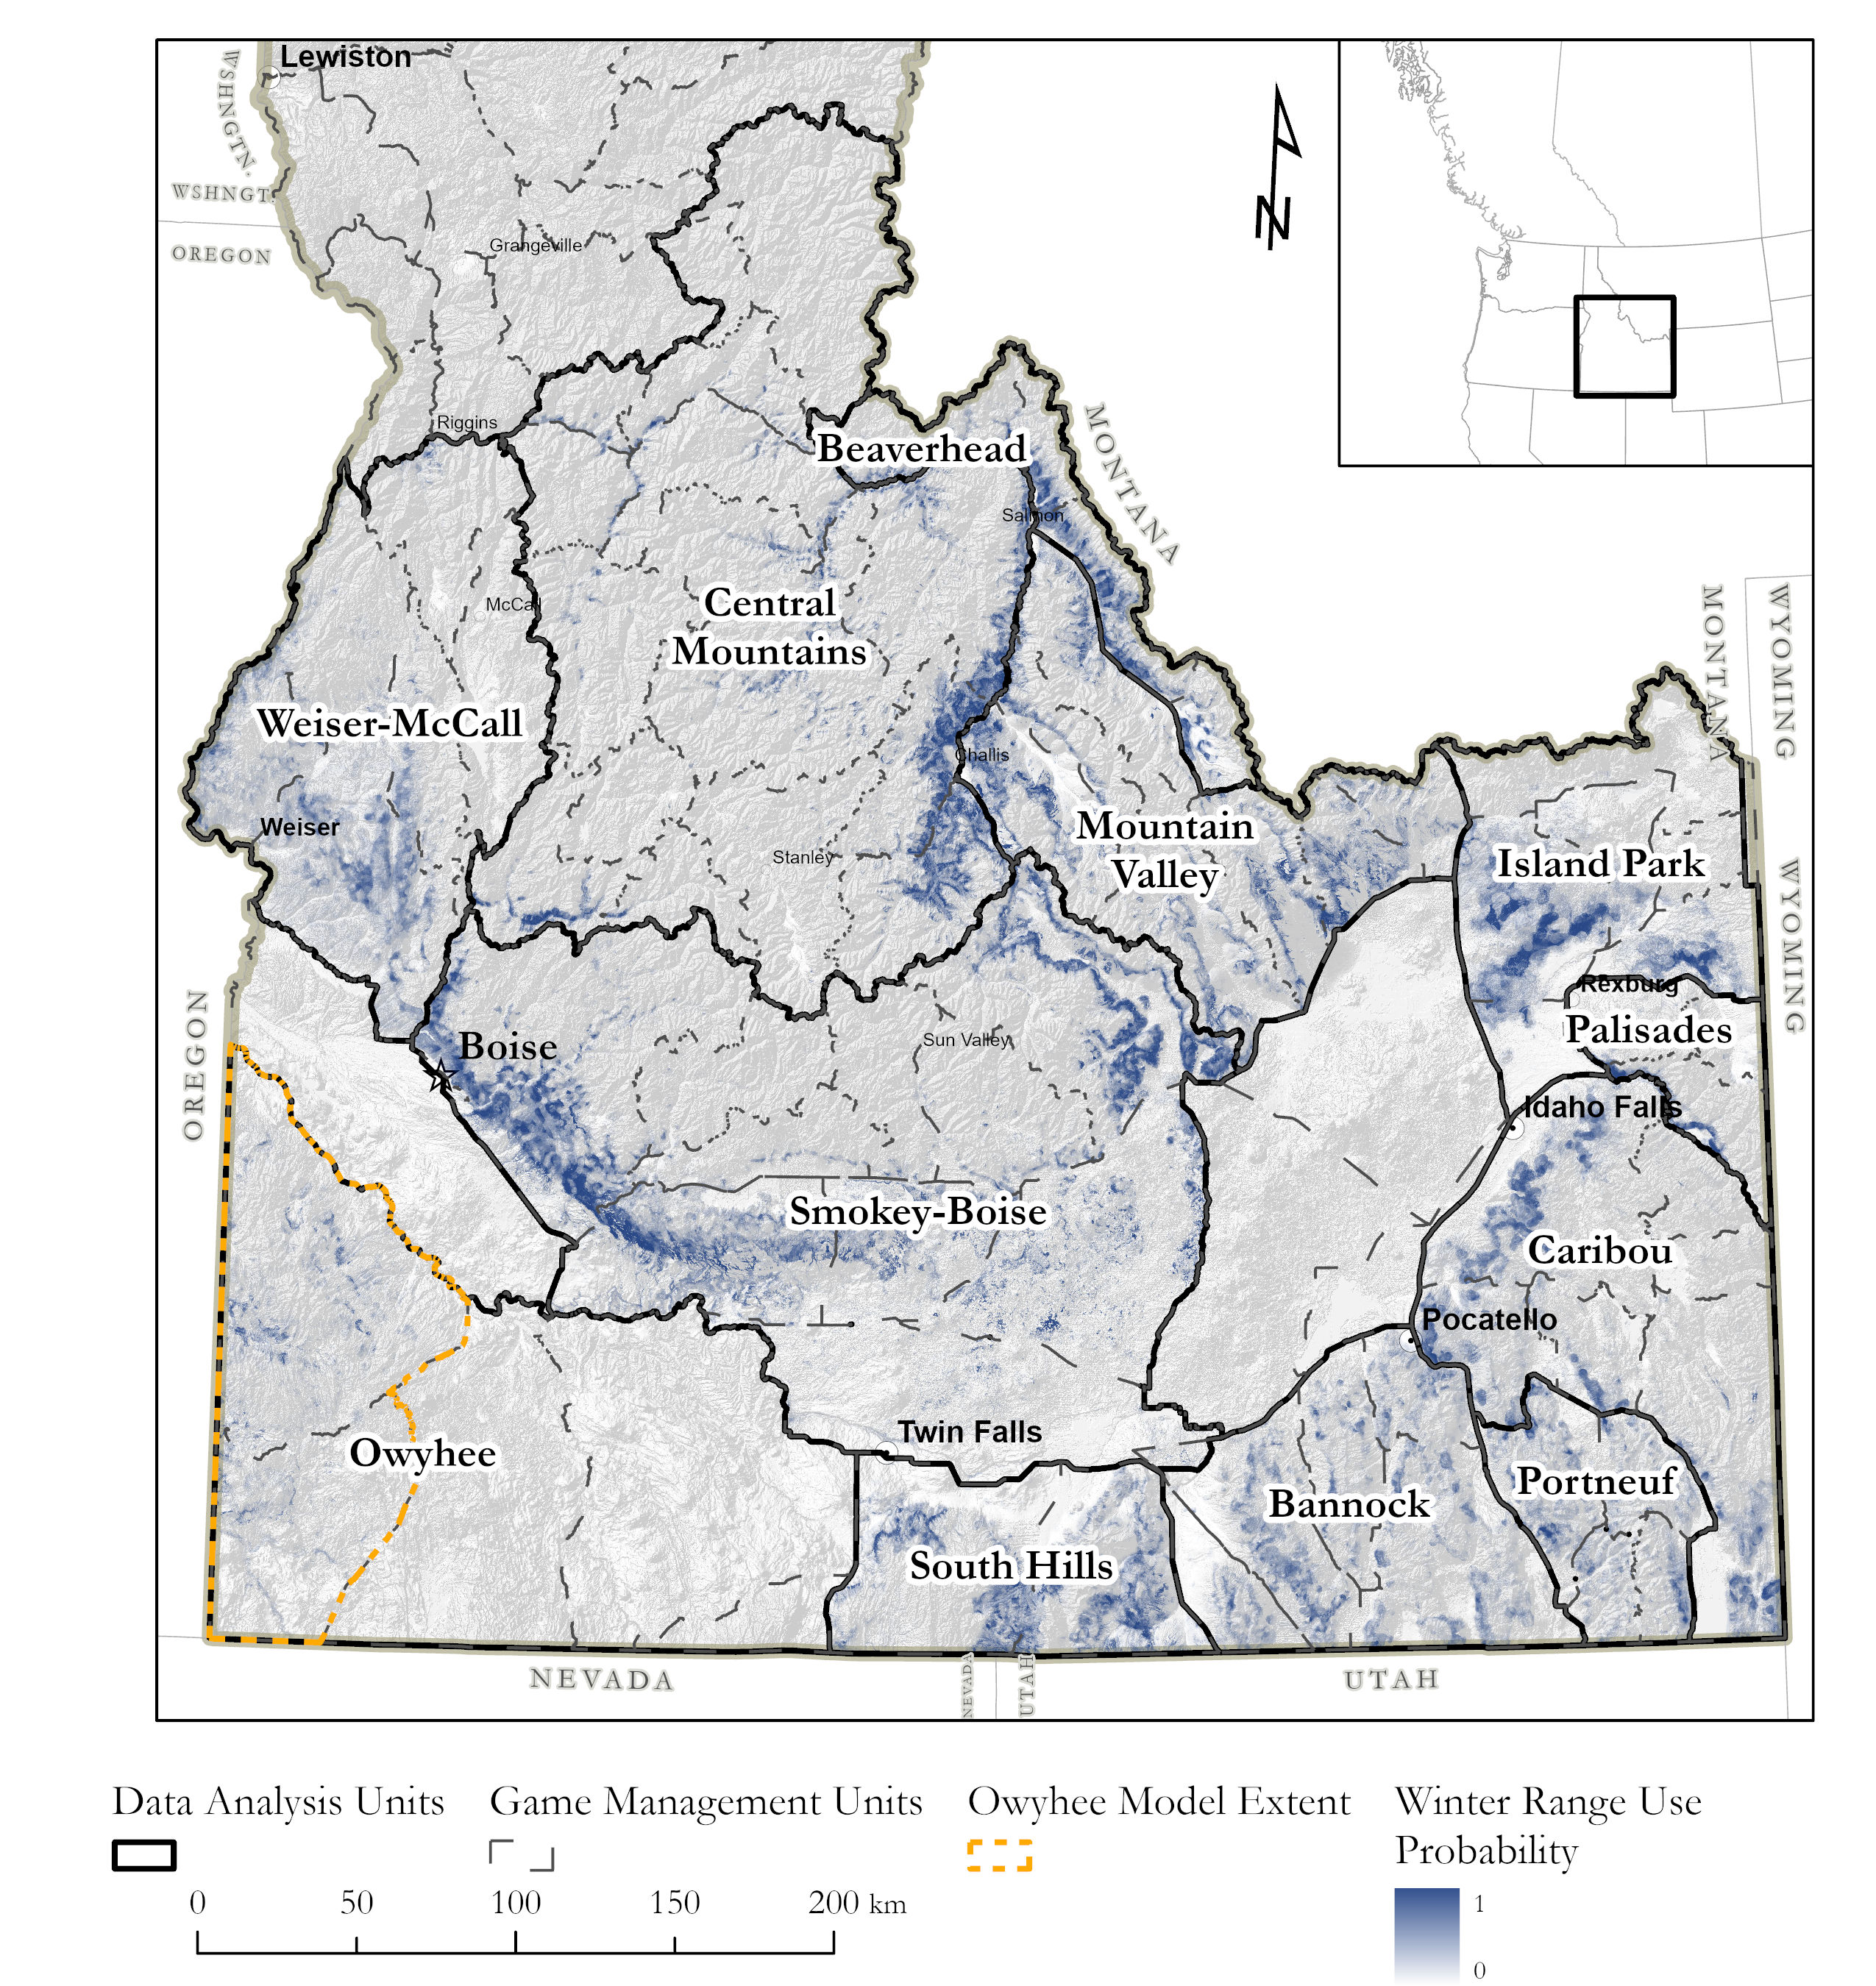 Lewiston
WSHNGTN.
WSHNGT.
OREGON
Grangeville
Riggins
Beaverhead
MONTANA
Salmon
Central
Mountains
McCall
MONTANA
WYOMING
Weiser-McCall
Challis
Weiser
Mountain
Valley
Stanley
Island Park
WYOMING
Rexburg
Palisades
OREGON
Boise
Sun Valley
Idaho Falls
Smokey-Boise
Caribou
Pocatello
Twin Falls
Owyhee
Portneuf
Bannock
South Hills
NEVADA
NEVADA
UTAH
UTAH
N
Data Analysis Units
Game Management Units
Owyhee Model Extent
Winter Range Use
Probability
0 50 100 150 200 km
1
0